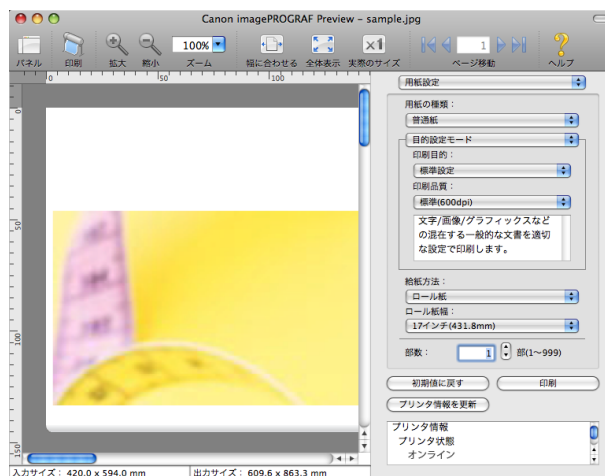 Canon imagePROGRAF Preview - sample.jpg
100%
1
パネル 印刷 拡大 縮小 ズーム 幅に合わせる 全体表示 実際のサイズ ページ移動 ヘルプ
0 50 100
用紙設定
用紙の種類：
普通紙
目的設定モード
印刷目的：
標準設定
印刷品質：
標準(600dpi)
文字/画像/グラフィックスなど
の混在する一般的な文書を適切
な設定で印刷します。
給紙方法：
ロール紙
ロール紙幅：
17インチ(431.8mm)
部数： 1 部(1〜999)
初期値に戻す 印刷
プリンタ情報を更新
プリンタ情報
プリンタ状態
オンライン
0
50
100
150
入力サイズ： 420.0 x 594.0 mm 出力サイズ： 609.6 x 863.3 mm